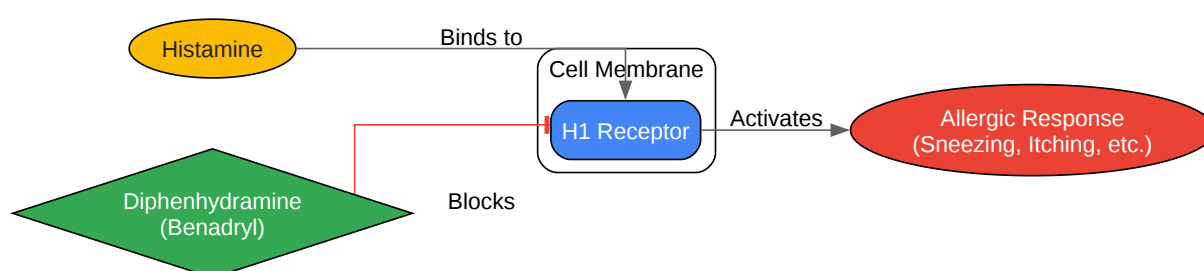 Histamine
Binds to
Cell Membrane
H1 Receptor
Activates
Allergic Response
(Sneezing, Itching, etc.)
Diphenhydramine
(Benadryl)
Blocks